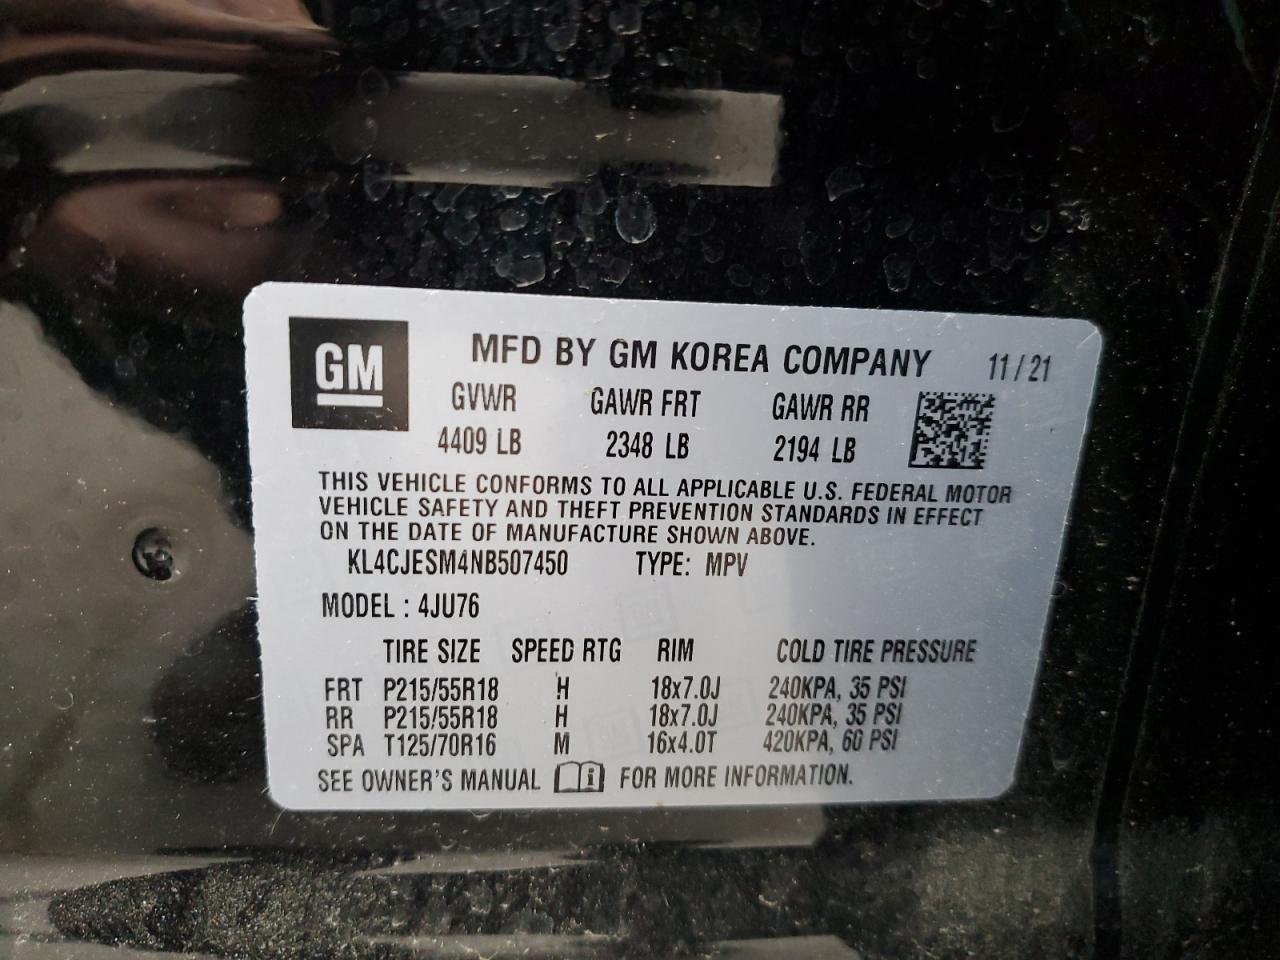 GM
MFD BY GM KOREA COMPANY 11/21
GVWR GAWR FRT GAWR RR
4409 LB 2348 LB 2194 LB
THIS VEHICLE CONFORMS TO ALL APPLICABLE U.S. FEDERAL MOTOR
VEHICLE SAFETY AND THEFT PREVENTION STANDARDS IN EFFECT
ON THE DATE OF MANUFACTURE SHOWN ABOVE.
KL4CJESM4NB507450 TYPE: MPV
MODEL : 4JU76
TIRE SIZE SPEED RTG RIM COLD TIRE PRESSURE
FRT P215/55R18 H 18x7.0J 240KPA, 35 PSI
RR P215/55R18 H 18x7.0J 240KPA, 35 PSI
SPA T125/70R16 M 16x4.0T 420KPA, 60 PSI
SEE OWNER'S MANUAL i FOR MORE INFORMATION.